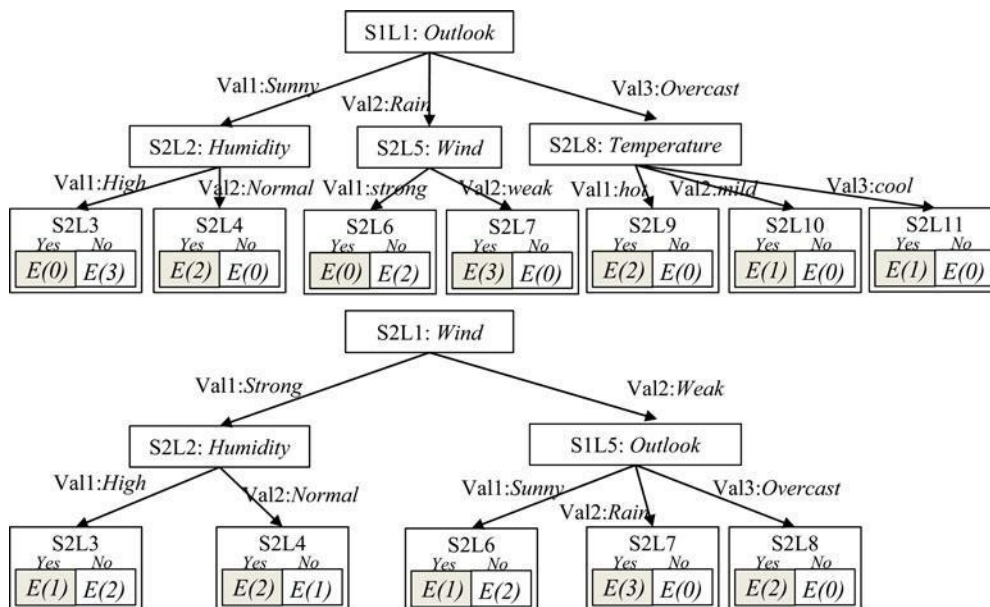 S1L1: Outlook
Val1:Sunny
Val2:Rain
Val3:Overcast
S2L2: Humidity
S2L5: Wind
S2L8: Temperature
Val1:High
Val2:Normal
Val1:strong
Val2:weak
Val1:hot
Val2:mild
Val3:cool
S2L3
Yes No
E(0) E(3)
S2L4
Yes No
E(2) E(0)
S2L6
Yes No
E(0) E(2)
S2L7
Yes No
E(3) E(0)
S2L9
Yes No
E(2) E(0)
S2L10
Yes No
E(1) E(0)
S2L11
Yes No
E(1) E(0)
S2L1: Wind
Val1:Strong
Val2:Weak
S2L2: Humidity
S1L5: Outlook
Val1:High
Val2:Normal
Val1:Sunny
Val2:Rain
Val3:Overcast
S2L3
Yes No
E(1) E(2)
S2L4
Yes No
E(2) E(1)
S2L6
Yes No
E(1) E(2)
S2L7
Yes No
E(3) E(0)
S2L8
Yes No
E(2) E(0)